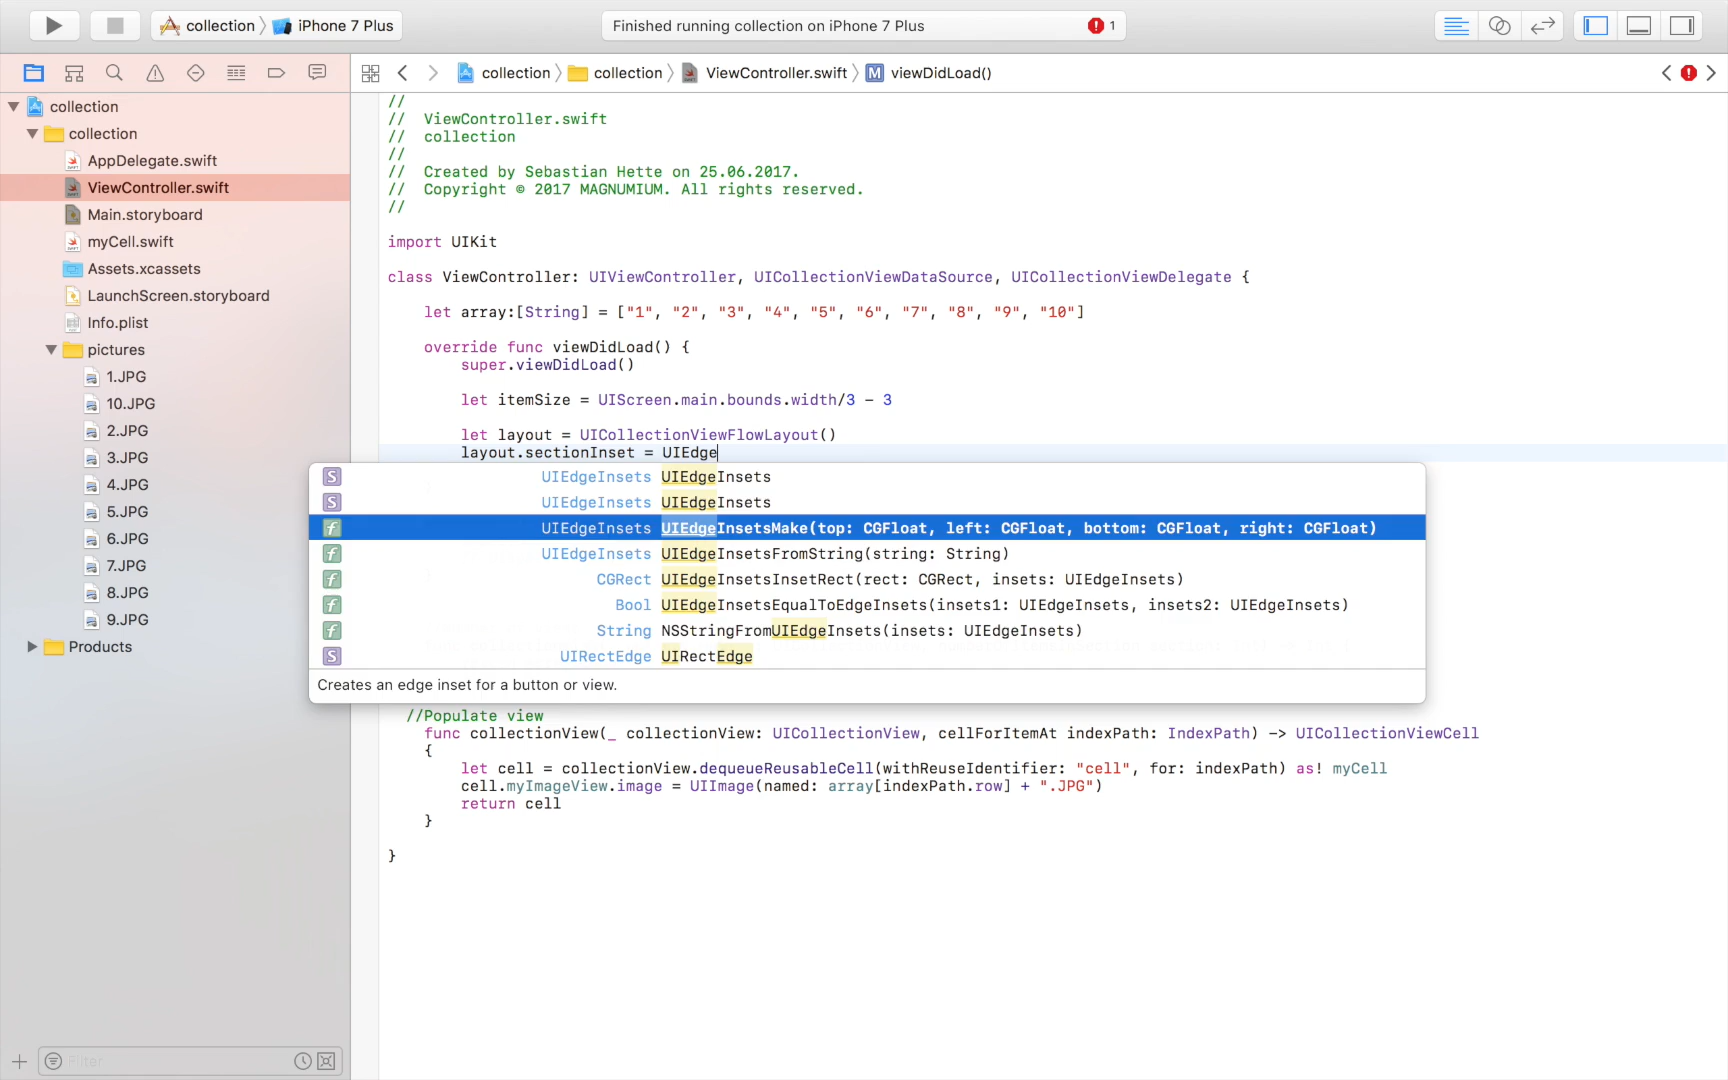 collection
iPhone 7 Plus
Finished running collection on iPhone 7 Plus
1
collection
collection
ViewController.swift
M
viewDidLoad()
collection
collection
AppDelegate.swift
ViewController.swift
Main.storyboard
myCell.swift
Assets.xcassets
LaunchScreen.storyboard
Info.plist
pictures
1.JPG
10.JPG
2.JPG
3.JPG
4.JPG
5.JPG
6.JPG
7.JPG
8.JPG
9.JPG
Products
Filter
//
// ViewController.swift
// collection
//
// Created by Sebastian Hette on 25.06.2017.
// Copyright © 2017 MAGNUMIUM. All rights reserved.
//
import UIKit
class ViewController: UIViewController, UICollectionViewDataSource, UICollectionViewDelegate {
let array:[String] = ["1", "2", "3", "4", "5", "6", "7", "8", "9", "10"]
override func viewDidLoad() {
super.viewDidLoad()
let itemSize = UIScreen.main.bounds.width/3 - 3
let layout = UICollectionViewFlowLayout()
layout.sectionInset = UIEdge
S UIEdgeInsets UIEdgeInsets
S UIEdgeInsets UIEdgeInsets
f UIEdgeInsets UIEdgeInsetsMake(top: CGFloat, left: CGFloat, bottom: CGFloat, right: CGFloat)
f UIEdgeInsets UIEdgeInsetsFromString(string: String)
f CGRect UIEdgeInsetsInsetRect(rect: CGRect, insets: UIEdgeInsets)
f Bool UIEdgeInsetsEqualToEdgeInsets(insets1: UIEdgeInsets, insets2: UIEdgeInsets)
f String NSStringFromUIEdgeInsets(insets: UIEdgeInsets)
S UIRectEdge UIRectEdge
Creates an edge inset for a button or view.
//Populate view
func collectionView(_ collectionView: UICollectionView, cellForItemAt indexPath: IndexPath) -> UICollectionViewCell
{
let cell = collectionView.dequeueReusableCell(withReuseIdentifier: "cell", for: indexPath) as! myCell
cell.myImageView.image = UIImage(named: array[indexPath.row] + ".JPG")
return cell
}
}